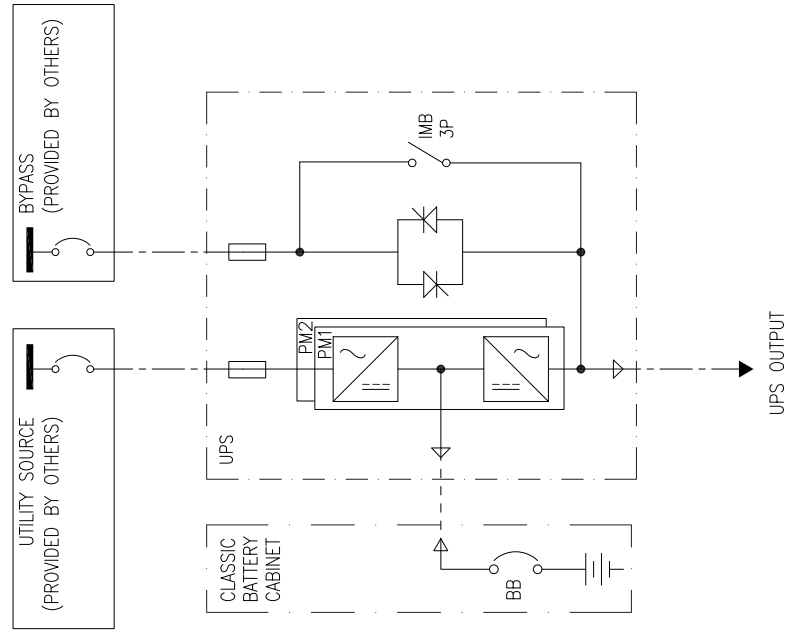 UTILITY SOURCE
(PROVIDED BY OTHERS)
BYPASS
(PROVIDED BY OTHERS)
UPS
PM2
PM1
IMB
3P
CLASSIC
BATTERY
CABINET
BB
UPS OUTPUT